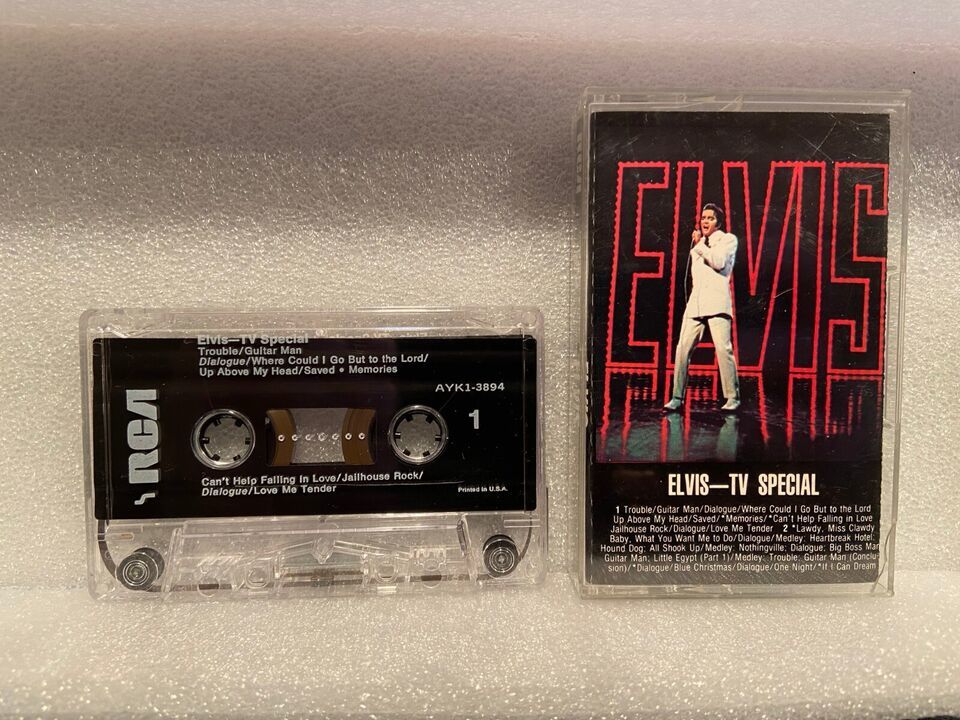 Elvis—TV Special
Trouble/Guitar Man
Dialogue/Where Could I Go But to the Lord/
Up Above My Head/Saved • Memories
AYK1-3894
RCA
1
Can't Help Falling in Love/Jailhouse Rock/
Dialogue/Love Me Tender
Printed in U.S.A.
ELVIS
ELVIS—TV SPECIAL
1 Trouble/Guitar Man/Dialogue/Where Could I Go But to the Lord
Up Above My Head/Saved/*Memories/*Can't Help Falling in Love
Jailhouse Rock/Dialogue/Love Me Tender 2 *Lawdy, Miss Clawdy
Baby, What You Want Me to Do/Dialogue/Medley: Heartbreak Hotel;
Hound Dog; All Shook Up/Medley: Nothingville; Dialogue; Big Boss Man
Guitar Man; Little Egypt (Part 1)/Medley: Trouble; Guitar Man (Conclu-
sion)/*Dialogue/Blue Christmas/Dialogue/One Night/*If I Can Dream